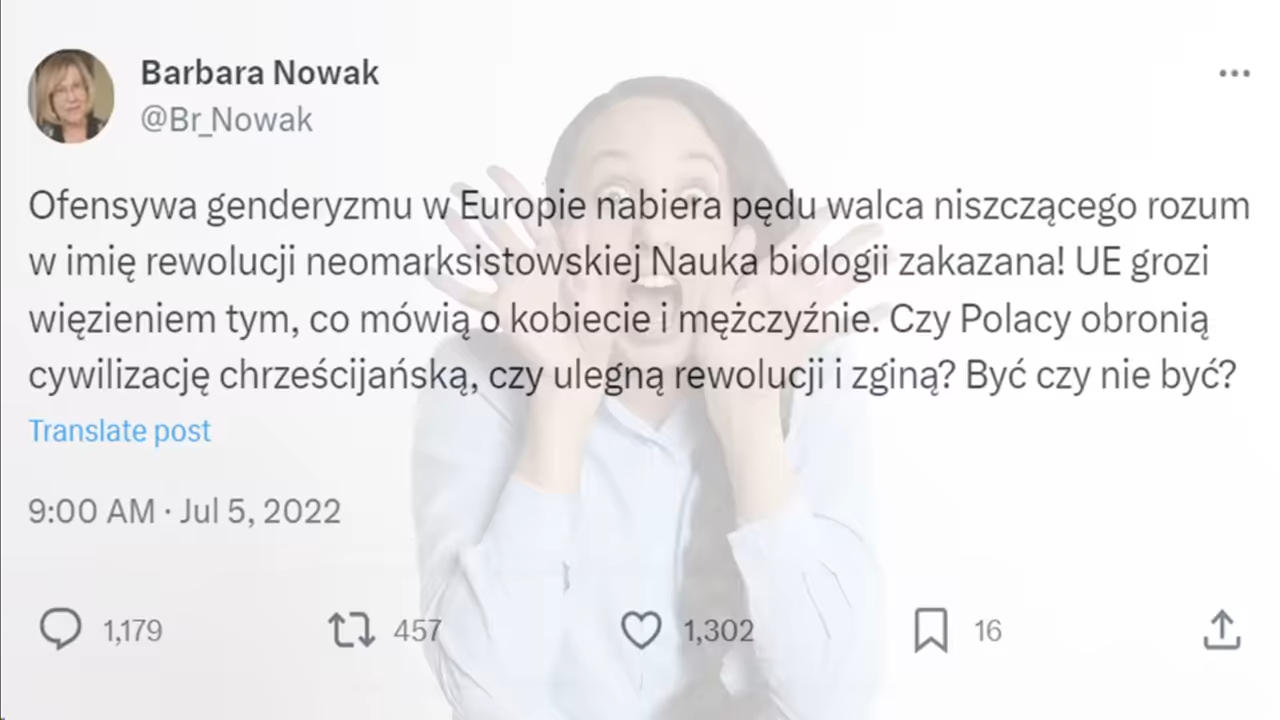 Barbara Nowak
@Br_Nowak
Ofensywa genderyzmu w Europie nabiera pędu walca niszczącego rozum
w imię rewolucji neomarksistowskiej Nauka biologii zakazana! UE grozi
więzieniem tym, co mówią o kobiecie i mężczyźnie. Czy Polacy obronią
cywilizację chrześcijańską, czy ulegną rewolucji i zginą? Być czy nie być?
Translate post
9:00 AM · Jul 5, 2022
1,179 457 1,302 16